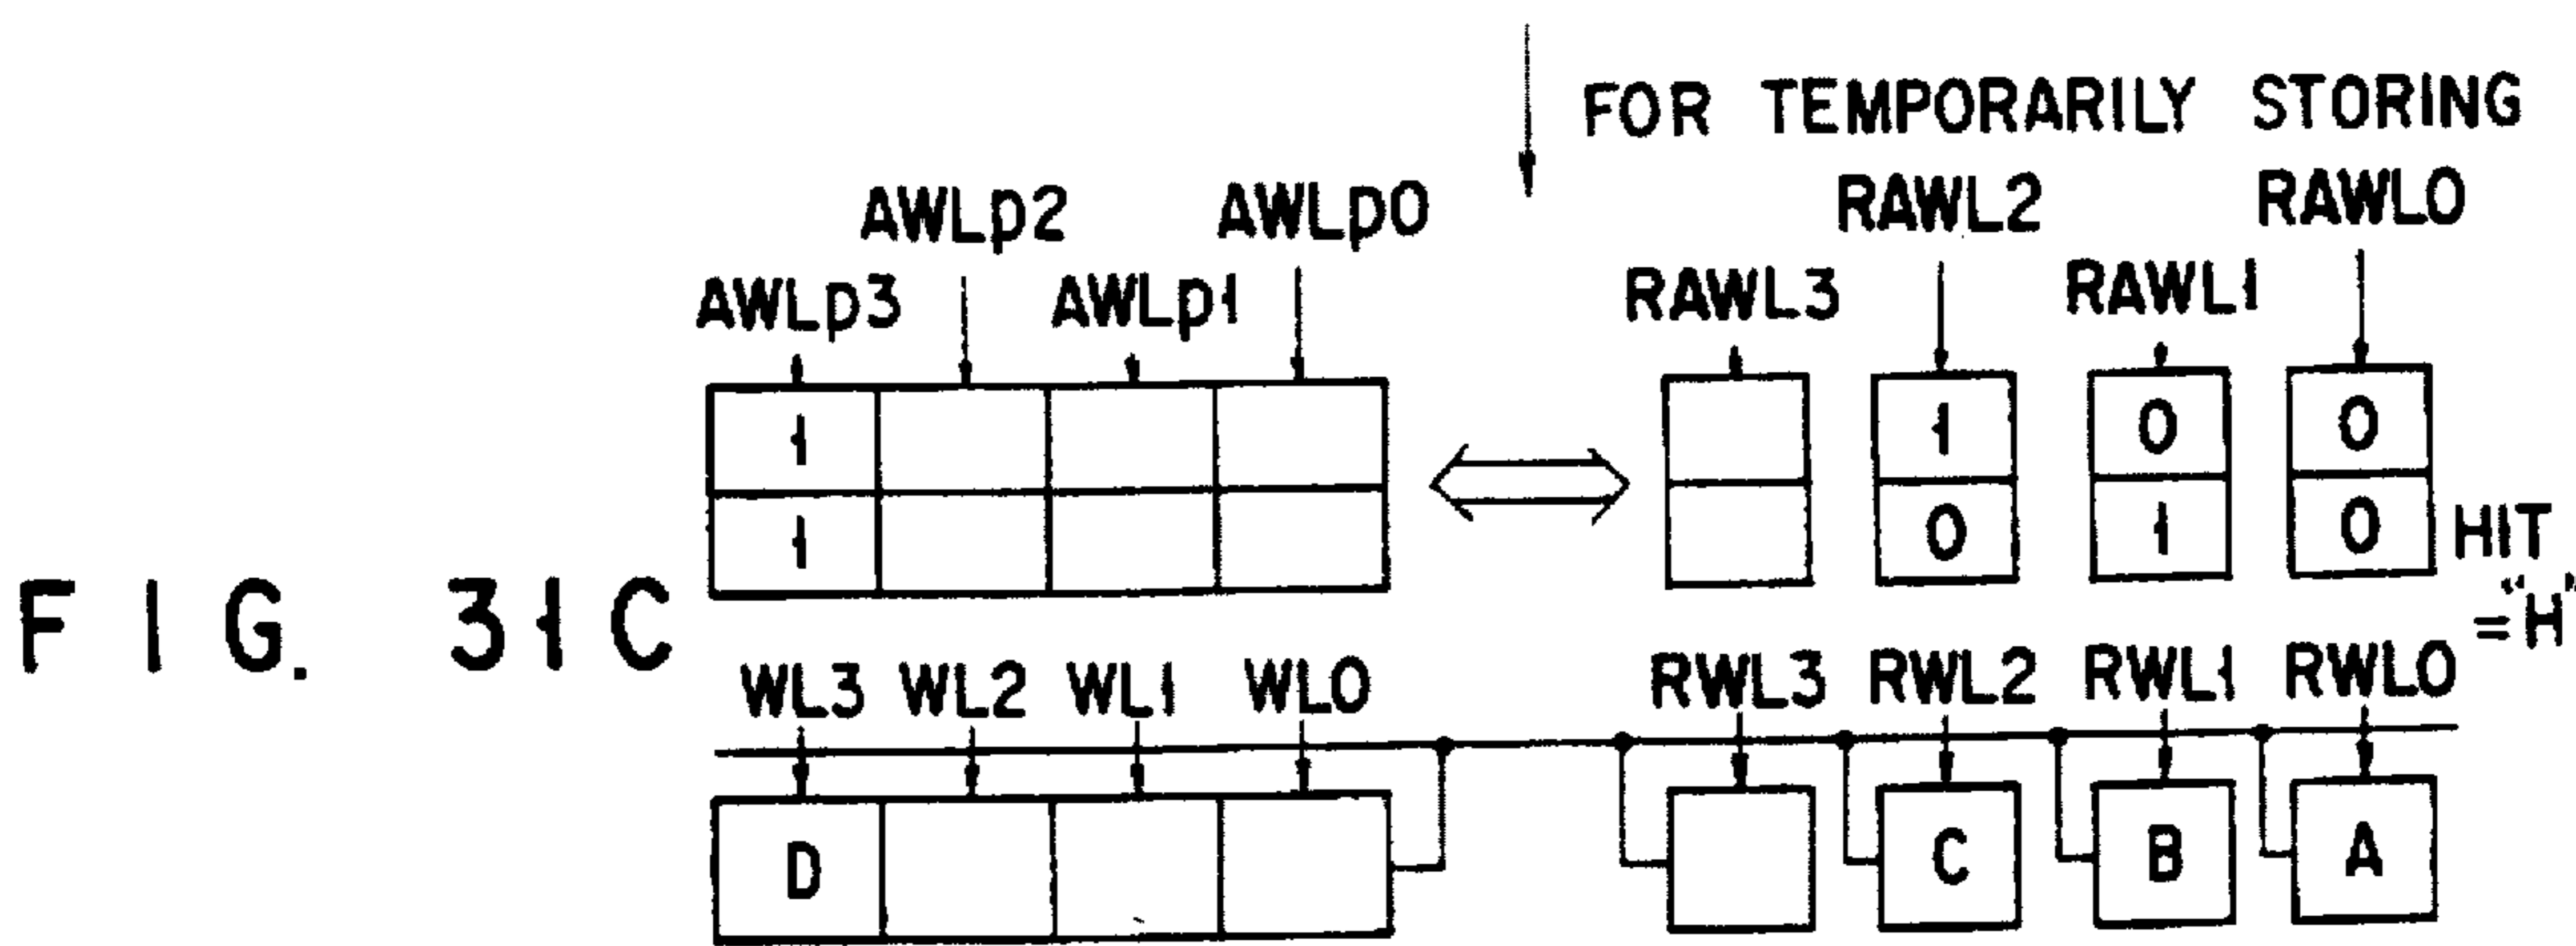 FOR TEMPORARILY STORING
AWLp2 AWLp0 RAWL2 RAWL0
AWLp3 AWLp1 RAWL3 RAWL1
1 1 0 0
1 0 1 0 HIT
="H"
FIG. 31C
WL3 WL2 WL1 WL0 RWL3 RWL2 RWL1 RWL0
D C B A